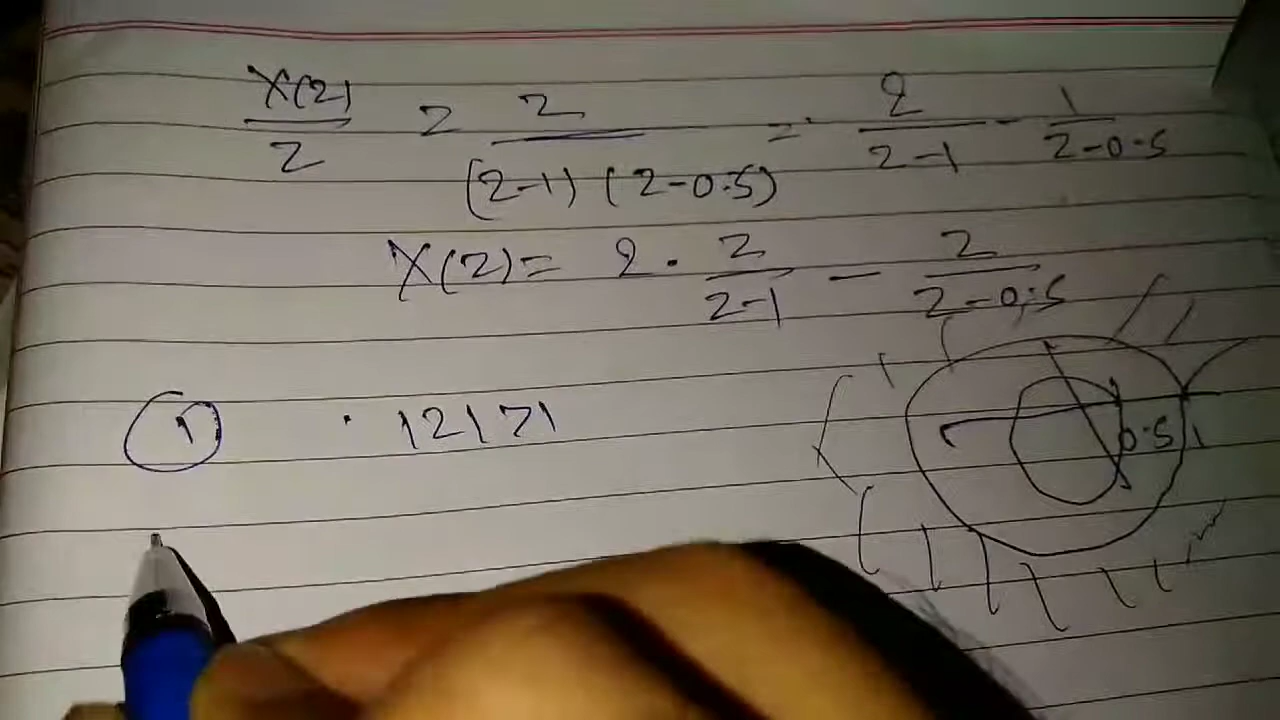 X(z)/z = z/((z-1)(z-0.5)) = 2/(z-1) - 1/(z-0.5)
X(z) = 2 · z/(z-1) - z/(z-0.5)
① · |z|>1
0.5 1